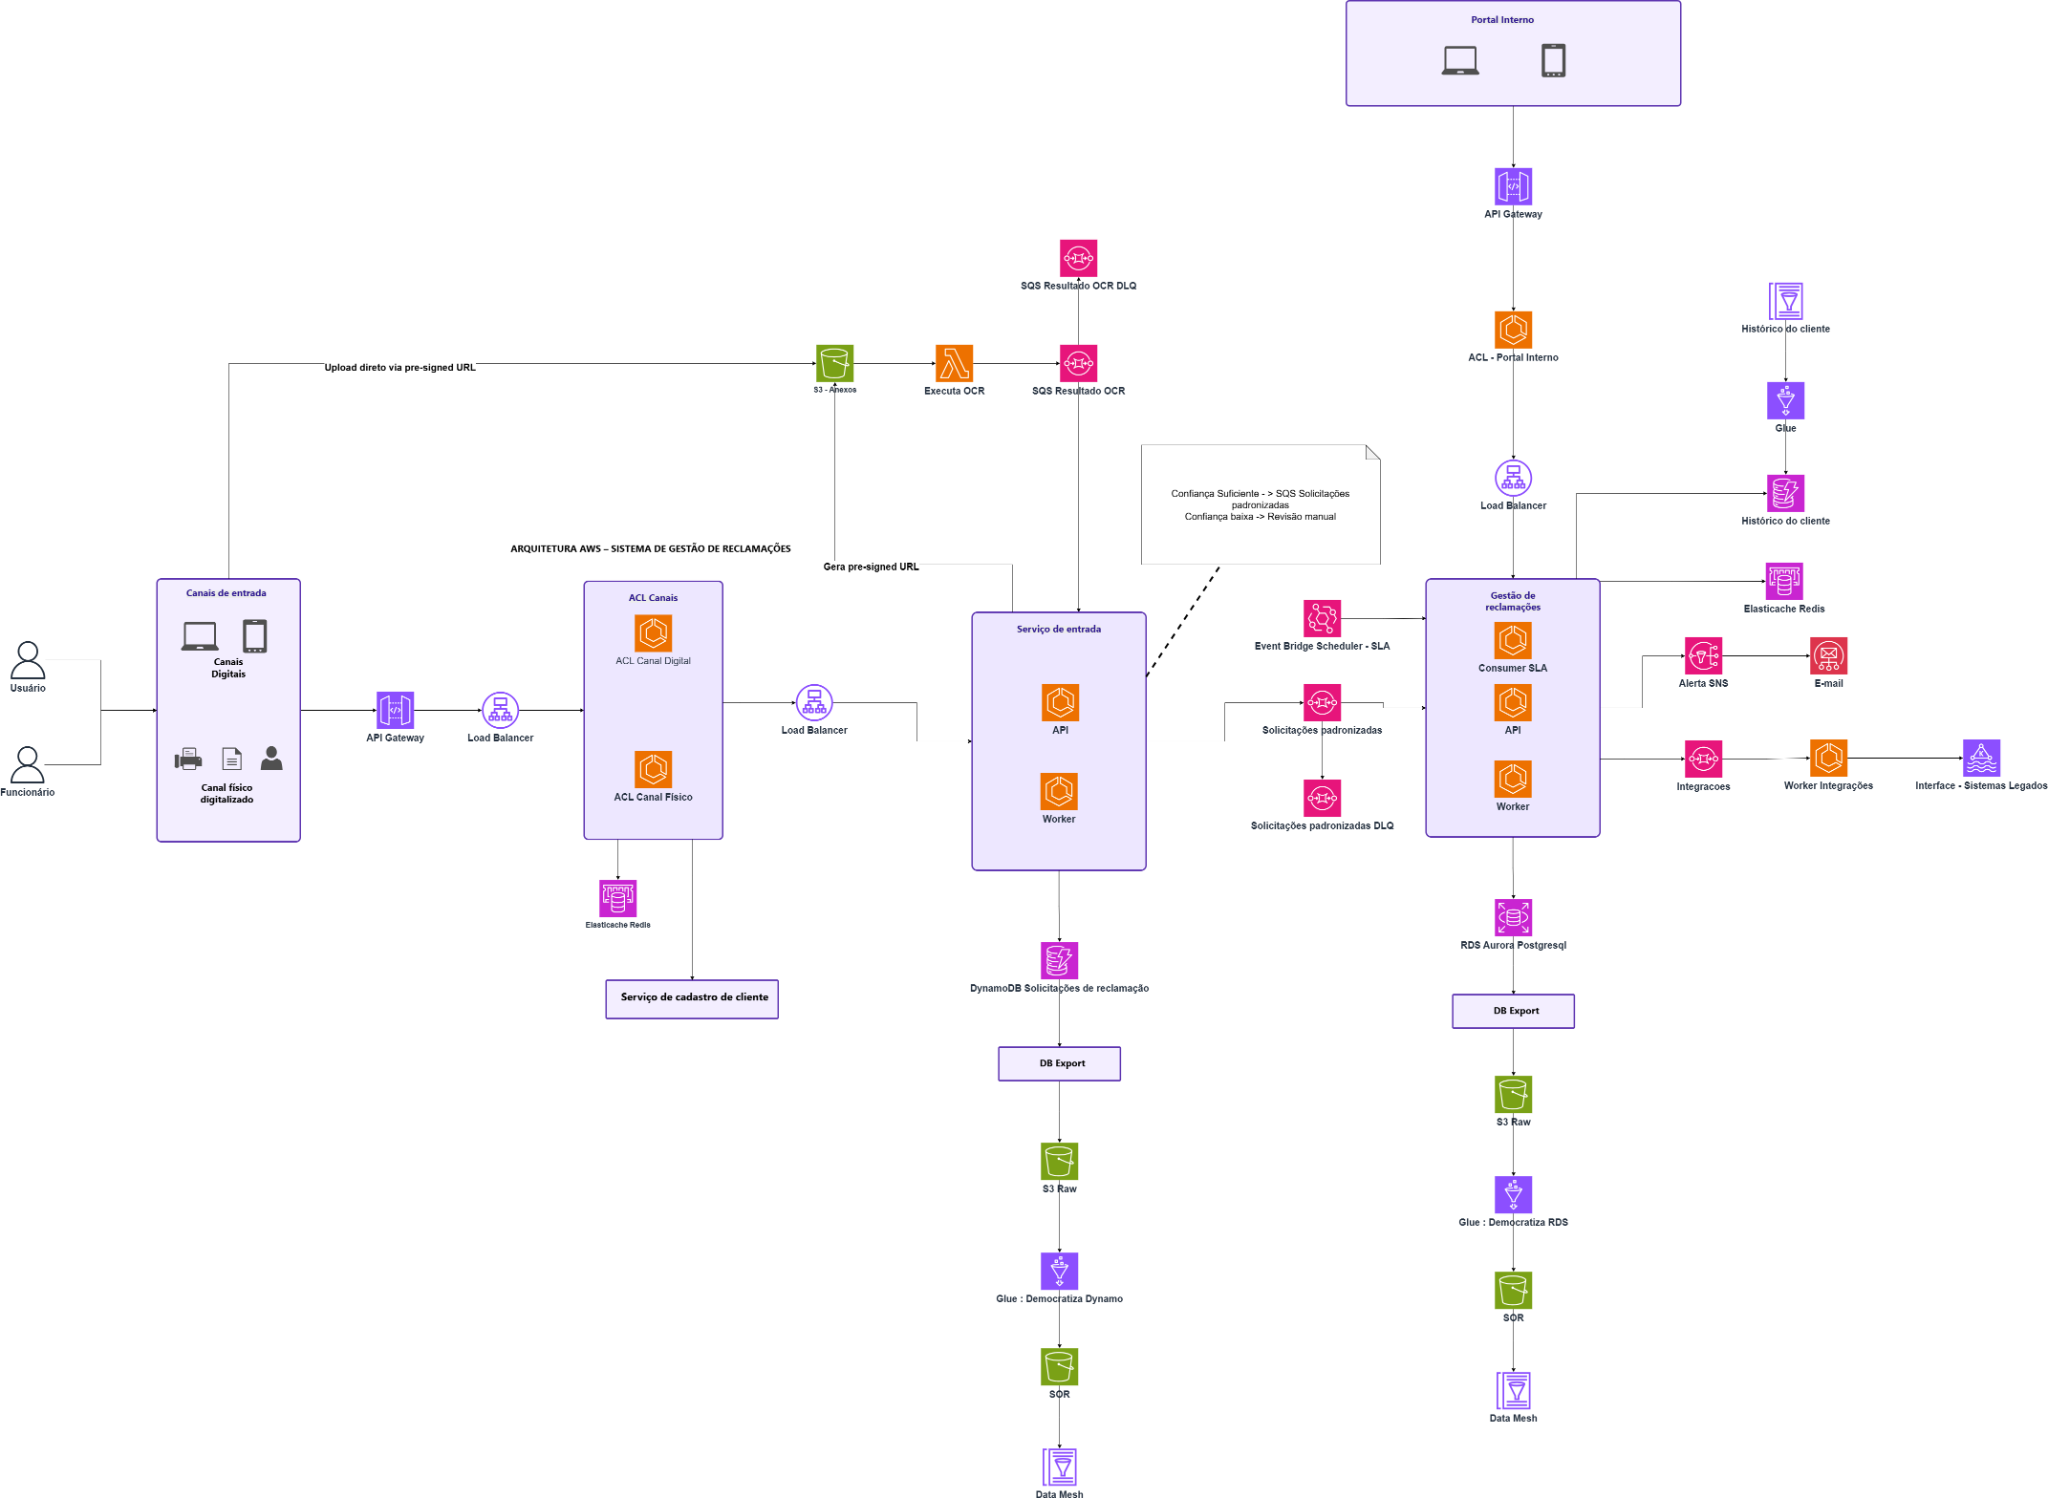 Portal Interno
API Gateway
SQS Resultado OCR DLQ
Histórico do cliente
ACL - Portal Interno
Upload direto via pre-signed URL
S3 - Anexos
Executa OCR
SQS Resultado OCR
Glue
Confiança Suficiente - > SQS Solicitações
padronizadas
Confiança baixa -> Revisão manual
Load Balancer
Histórico do cliente
ARQUITETURA AWS – SISTEMA DE GESTÃO DE RECLAMAÇÕES
Gera pre-signed URL
Canais de entrada
ACL Canais
Gestão de
reclamações
Elasticache Redis
Serviço de entrada
Event Bridge Scheduler - SLA
Canais
Digitais
ACL Canal Digital
Consumer SLA
Alerta SNS
E-mail
Usuário
API Gateway
Load Balancer
Load Balancer
API
Solicitações padronizadas
API
Funcionário
Canal físico
digitalizado
ACL Canal Físico
Worker
Solicitações padronizadas DLQ
Worker
Integracoes
Worker Integrações
Interface - Sistemas Legados
Elasticache Redis
RDS Aurora Postgresql
Serviço de cadastro de cliente
DynamoDB Solicitações de reclamação
DB Export
DB Export
S3 Raw
S3 Raw
Glue : Democratiza RDS
Glue : Democratiza Dynamo
SOR
SOR
Data Mesh
Data Mesh